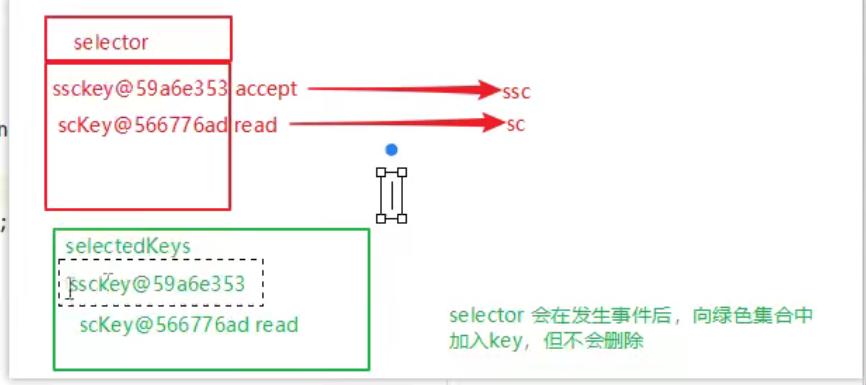 selector
ssckey@59a6e353 accept
ssc
scKey@566776ad read
sc
n
;
selectedKeys
ssckey@59a6e353
scKey@566776ad read
selector 会在发生事件后，向绿色集合中
加入key，但不会删除